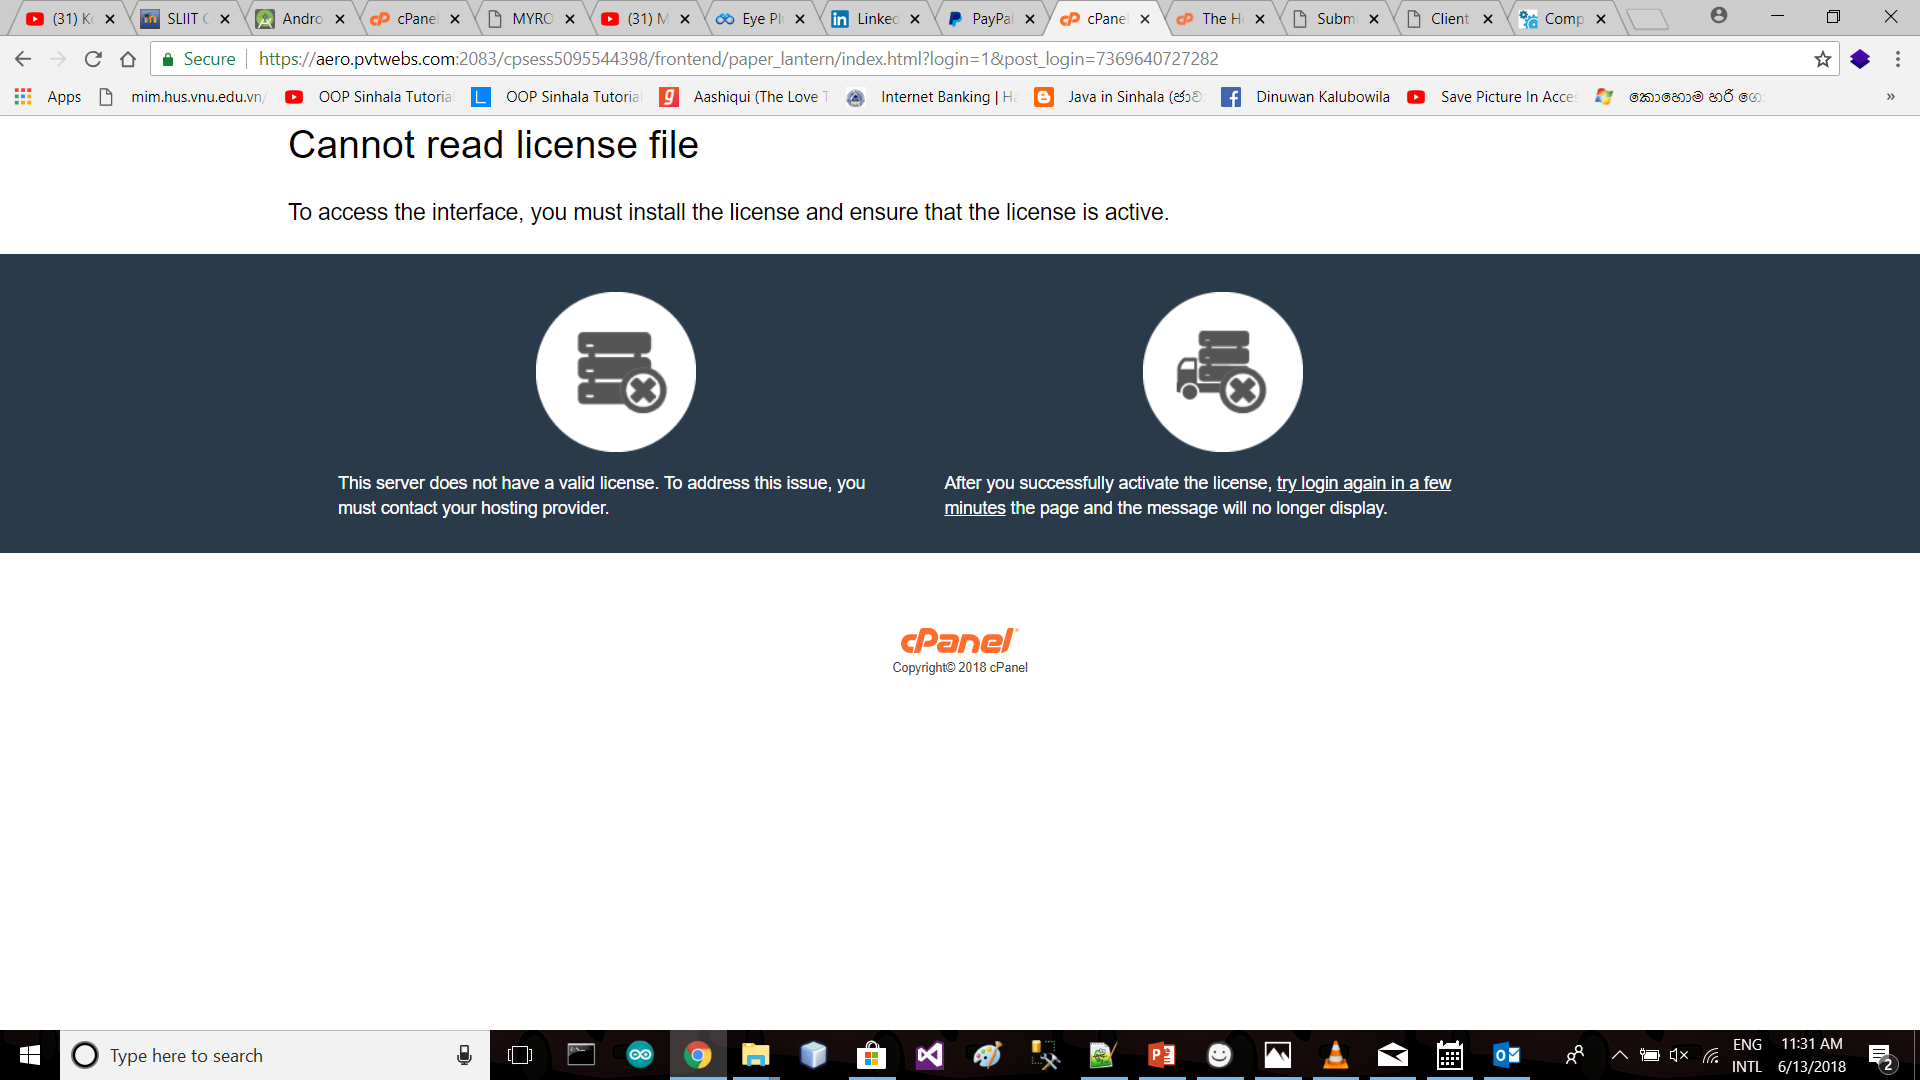 (31) Ke
SLIIT C
Andro
cPanel
MYRO
(31) M
Eye Pl
Linked
PayPal
cPanel
The H
Subm
Client
Comp
Secure
https://aero.pvtwebs.com:2083/cpsess5095544398/frontend/paper_lantern/index.html?login=1&post_login=7369640727282
Apps
mim.hus.vnu.edu.vn/
OOP Sinhala Tutorial
OOP Sinhala Tutorial
Aashiqui (The Love T
Internet Banking | Ha
Java in Sinhala (ජාව
Dinuwan Kalubowila
Save Picture In Acces
කොහොම හරි
Cannot read license file
To access the interface, you must install the license and ensure that the license is active.
This server does not have a valid license. To address this issue, you
must contact your hosting provider.
After you successfully activate the license, try login again in a few
minutes the page and the message will no longer display.
cPanel
Copyright© 2018 cPanel
Type here to search
ENG
INTL
11:31 AM
6/13/2018
2